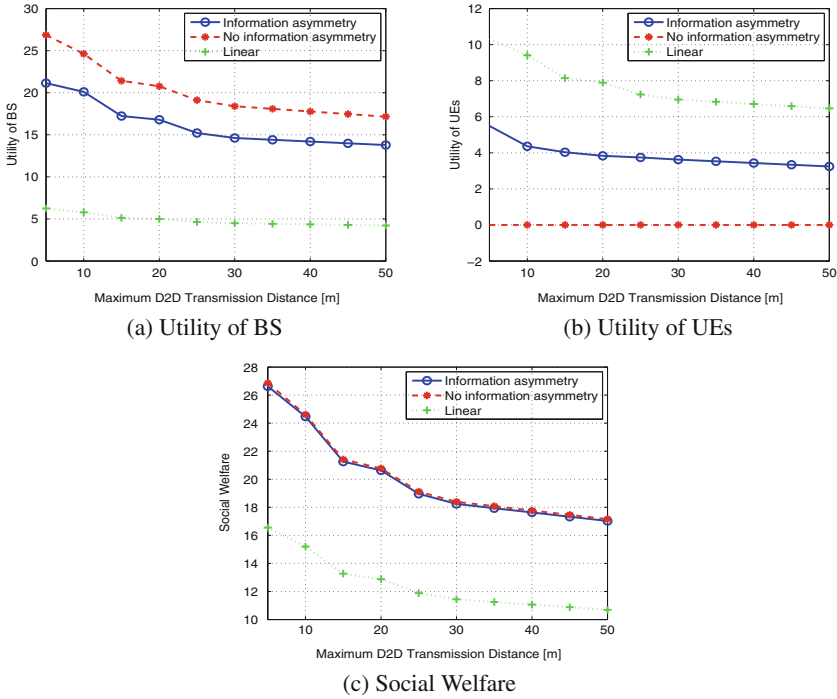 30
25
20
15
10
5
0
Utility of BS
Information asymmetry
No information asymmetry
Linear
10
20
30
40
50
Maximum D2D Transmission Distance [m]
(a) Utility of BS
12
10
8
6
4
2
0
−2
Utility of UEs
Information asymmetry
No information asymmetry
Linear
10
20
30
40
50
Maximum D2D Transmission Distance [m]
(b) Utility of UEs
28
26
24
22
20
18
16
14
12
10
Social Welfare
Information asymmetry
No information asymmetry
Linear
10
20
30
40
50
Maximum D2D Transmission Distance [m]
(c) Social Welfare